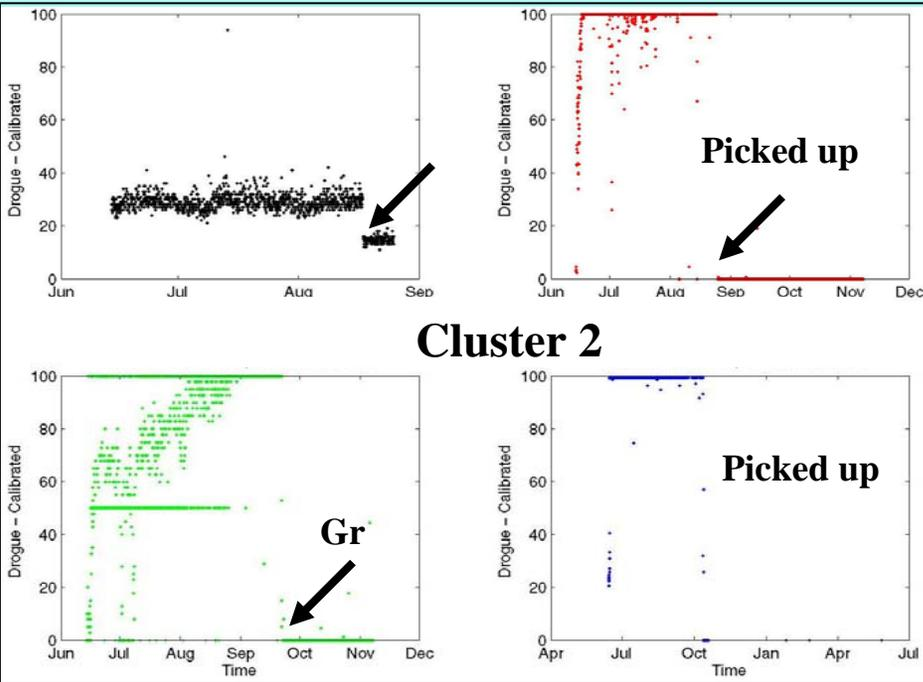 100
80
60
40
20
0
Drogue - Calibrated
Jun Jul Aug Sep
100
80
60
40
20
0
Drogue - Calibrated
Picked up
Jun Jul Aug Sep Oct Nov Dec
Cluster 2
100
80
60
40
20
0
Drogue - Calibrated
Gr
Jun Jul Aug Sep Oct Nov Dec
Time
100
80
60
40
20
0
Drogue - Calibrated
Picked up
Apr Jul Oct Jan Apr Jul
Time